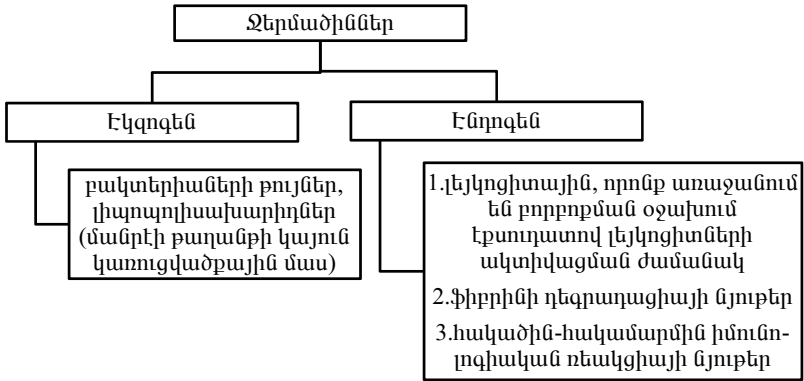 Ջերմածիններ
Էկզոգեն
Էնդոգեն
բակտերիաների թույներ,
լիպոպոլիսախարիդներ
(մանրէի թաղանթի կայուն
կառուցվածքային մաս)
1.լեյկոցիտային, որոնք առաջանում
են բորբոքման օջախում
էքսուդատով լեյկոցիտների
ակտիվացման ժամանակ
2.ֆիբրինի դեգրադացիայի նյութեր
3.հակածին-հակամարմին իմունո-
լոգիական ռեակցիայի նյութեր